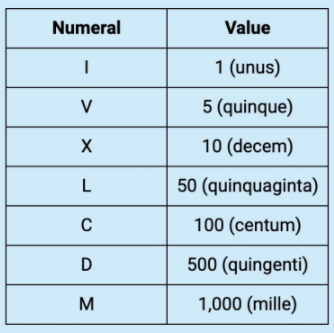 Numeral Value
I 1 (unus)
V 5 (quinque)
X 10 (decem)
L 50 (quinquaginta)
C 100 (centum)
D 500 (quingenti)
M 1,000 (mille)